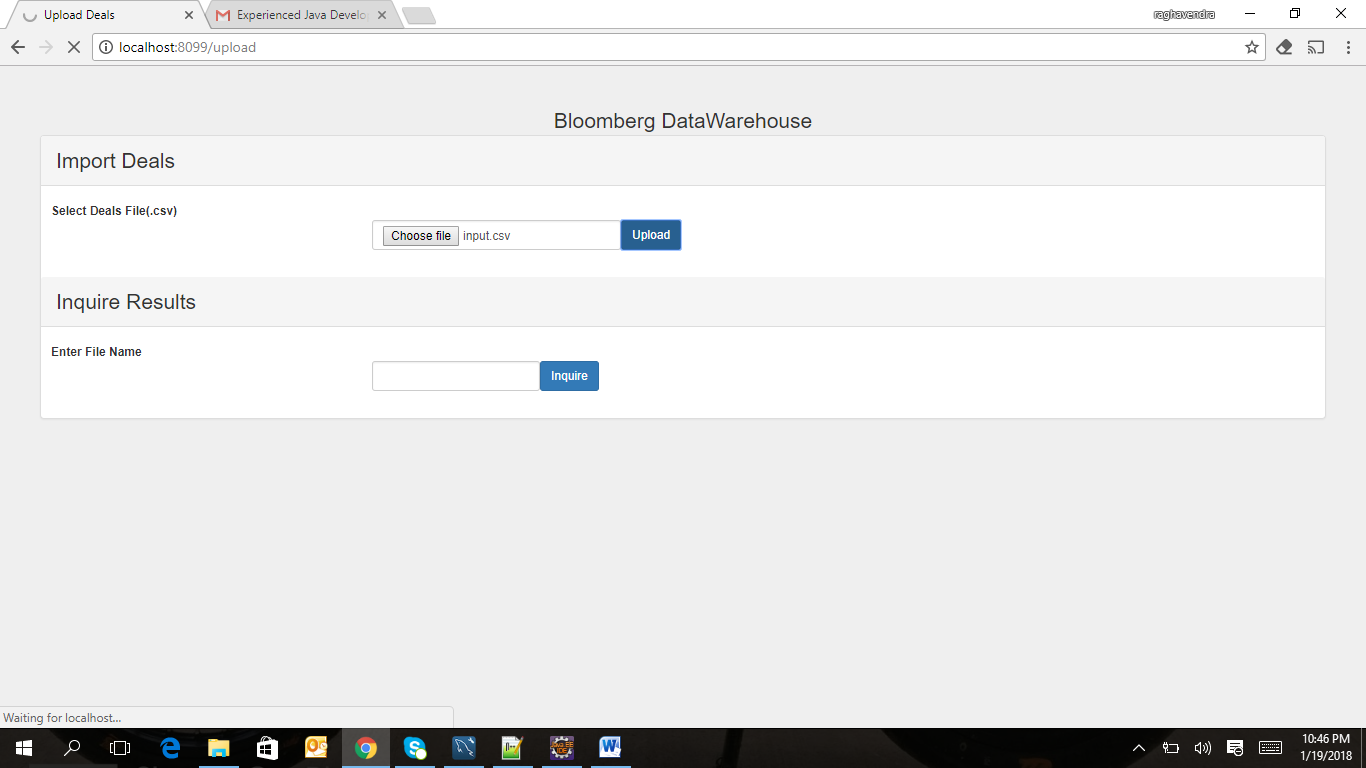 Upload Deals
Experienced Java Develo
raghavendra
localhost:8099/upload
Bloomberg DataWarehouse
Import Deals
Select Deals File(.csv)
Choose file input.csv Upload
Inquire Results
Enter File Name
Inquire
Waiting for localhost...
10:46 PM
1/19/2018